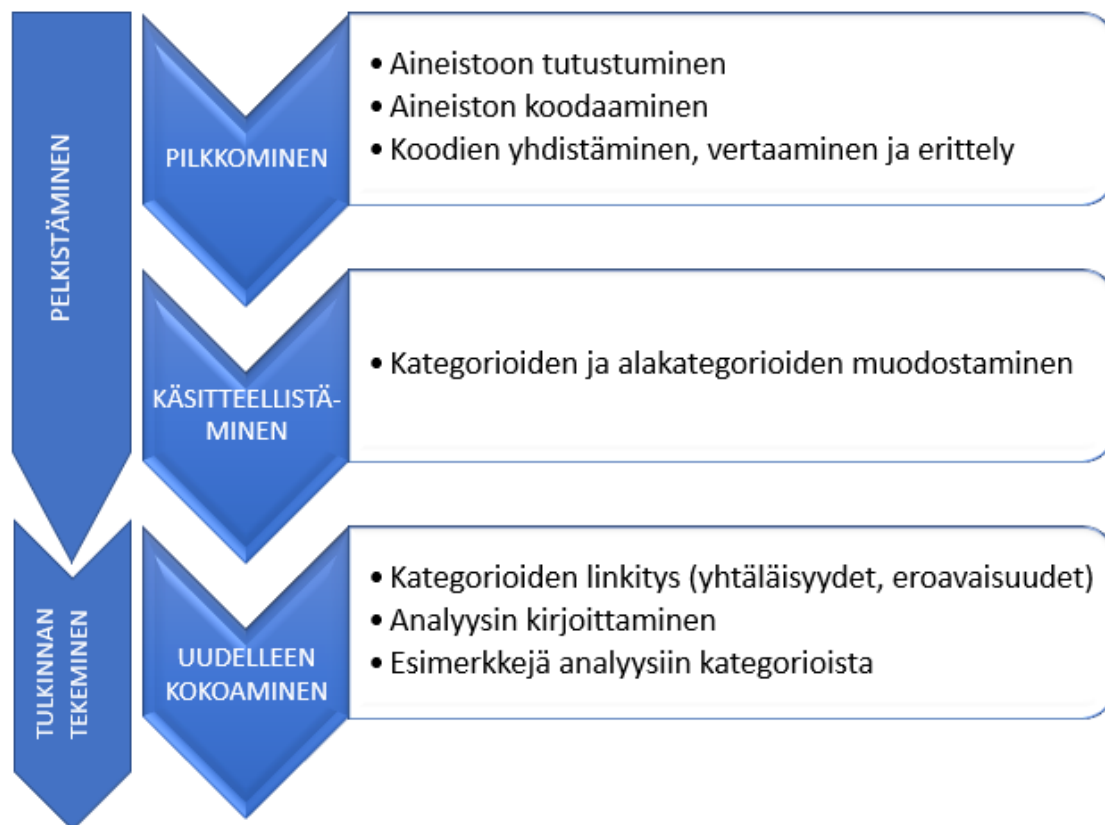 PELKISTÄMINEN
PILKKOMINEN
• Aineistoon tutustuminen
• Aineiston koodaaminen
• Koodien yhdistäminen, vertaaminen ja erittely
KÄSITTEELLISTÄ-
MINEN
• Kategorioiden ja alakategorioiden muodostaminen
TULKINNAN
TEKEMINEN
UUDELLEEN
KOKOAMINEN
• Kategorioiden linkitys (yhtäläisyydet, eroavaisuudet)
• Analyysin kirjoittaminen
• Esimerkkejä analyysiin kategorioista